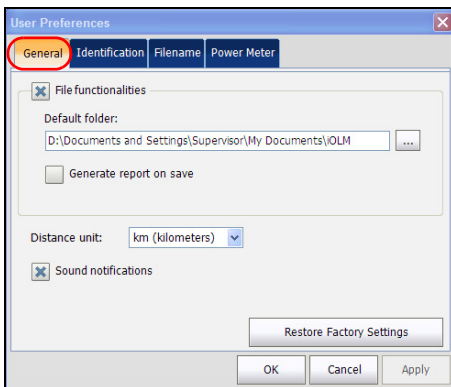 User Preferences
General Identification Filename Power Meter
File functionalities
Default folder:
D:\Documents and Settings\Supervisor\My Documents\iOLM
...
Generate report on save
Distance unit: km (kilometers)
Sound notifications
Restore Factory Settings
OK Cancel Apply